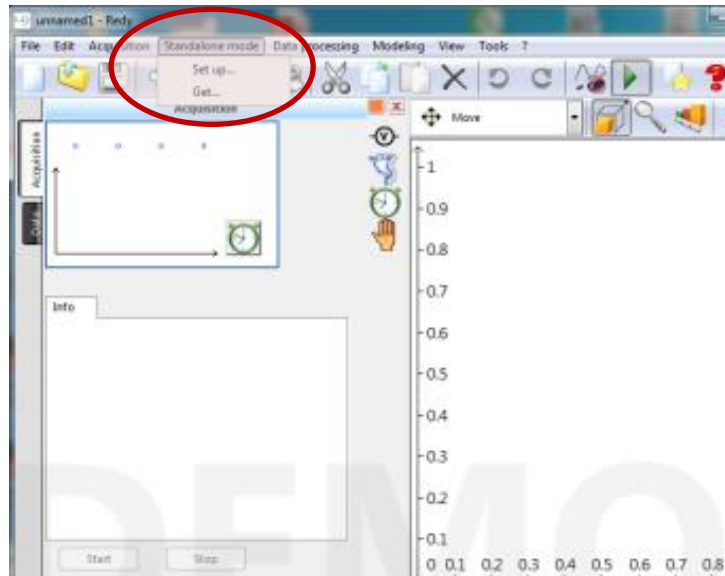 unnamed1 - Redy
File Edit Acquisition Standalone mode Data processing Modeling View Tools ?
Set up...
Get...
Acquisition
Move
Acquisition
Data
Info
1
0.9
0.8
0.7
0.6
0.5
0.4
0.3
0.2
0.1
0 0.1 0.2 0.3 0.4 0.5 0.6 0.7 0.8
Start Stop
DEMO